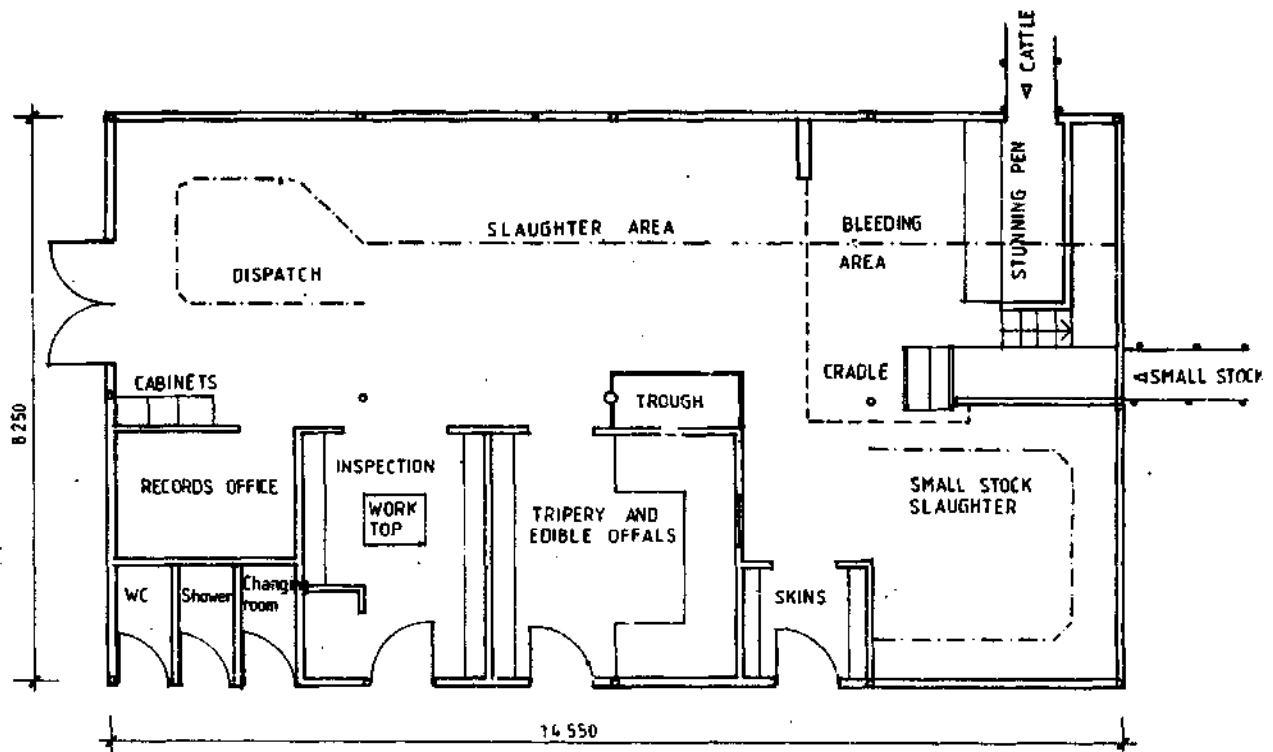 ◁ CATTLE
STUNNING PEN
SLAUGHTER AREA
BLEEDING
AREA
DISPATCH
CABINETS
CRADLE
◁ SMALL STOCK
TROUGH
8 250
RECORDS OFFICE
INSPECTION
WORK
TOP
TRIPERY AND
EDIBLE OFFALS
SMALL STOCK
SLAUGHTER
WC
Shower
Changing
room
SKINS
14 550